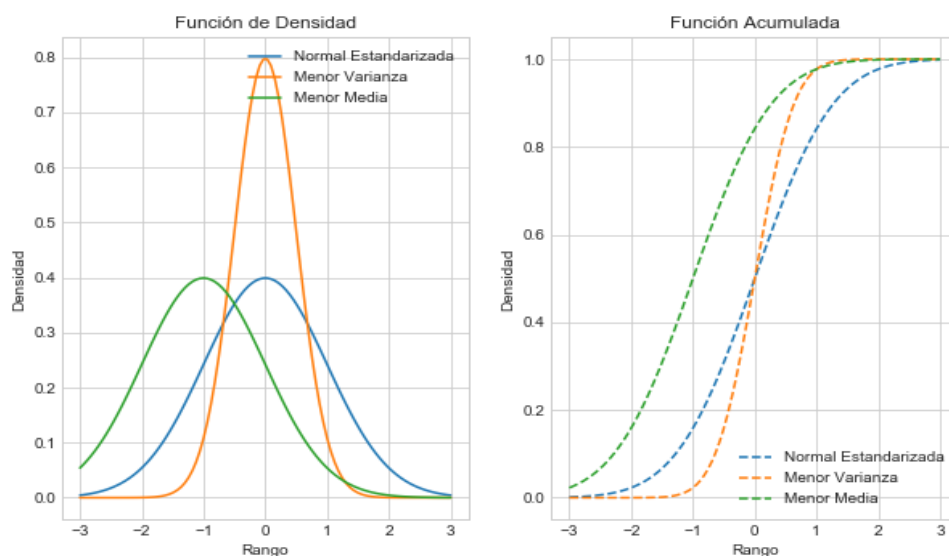 Función de Densidad
Normal Estandarizada
Menor Varianza
Menor Media
Densidad
0.8
0.7
0.6
0.5
0.4
0.3
0.2
0.1
0.0
−3 −2 −1 0 1 2 3
Rango
Función Acumulada
Densidad
1.0
0.8
0.6
0.4
0.2
0.0
Normal Estandarizada
Menor Varianza
Menor Media
−3 −2 −1 0 1 2 3
Rango